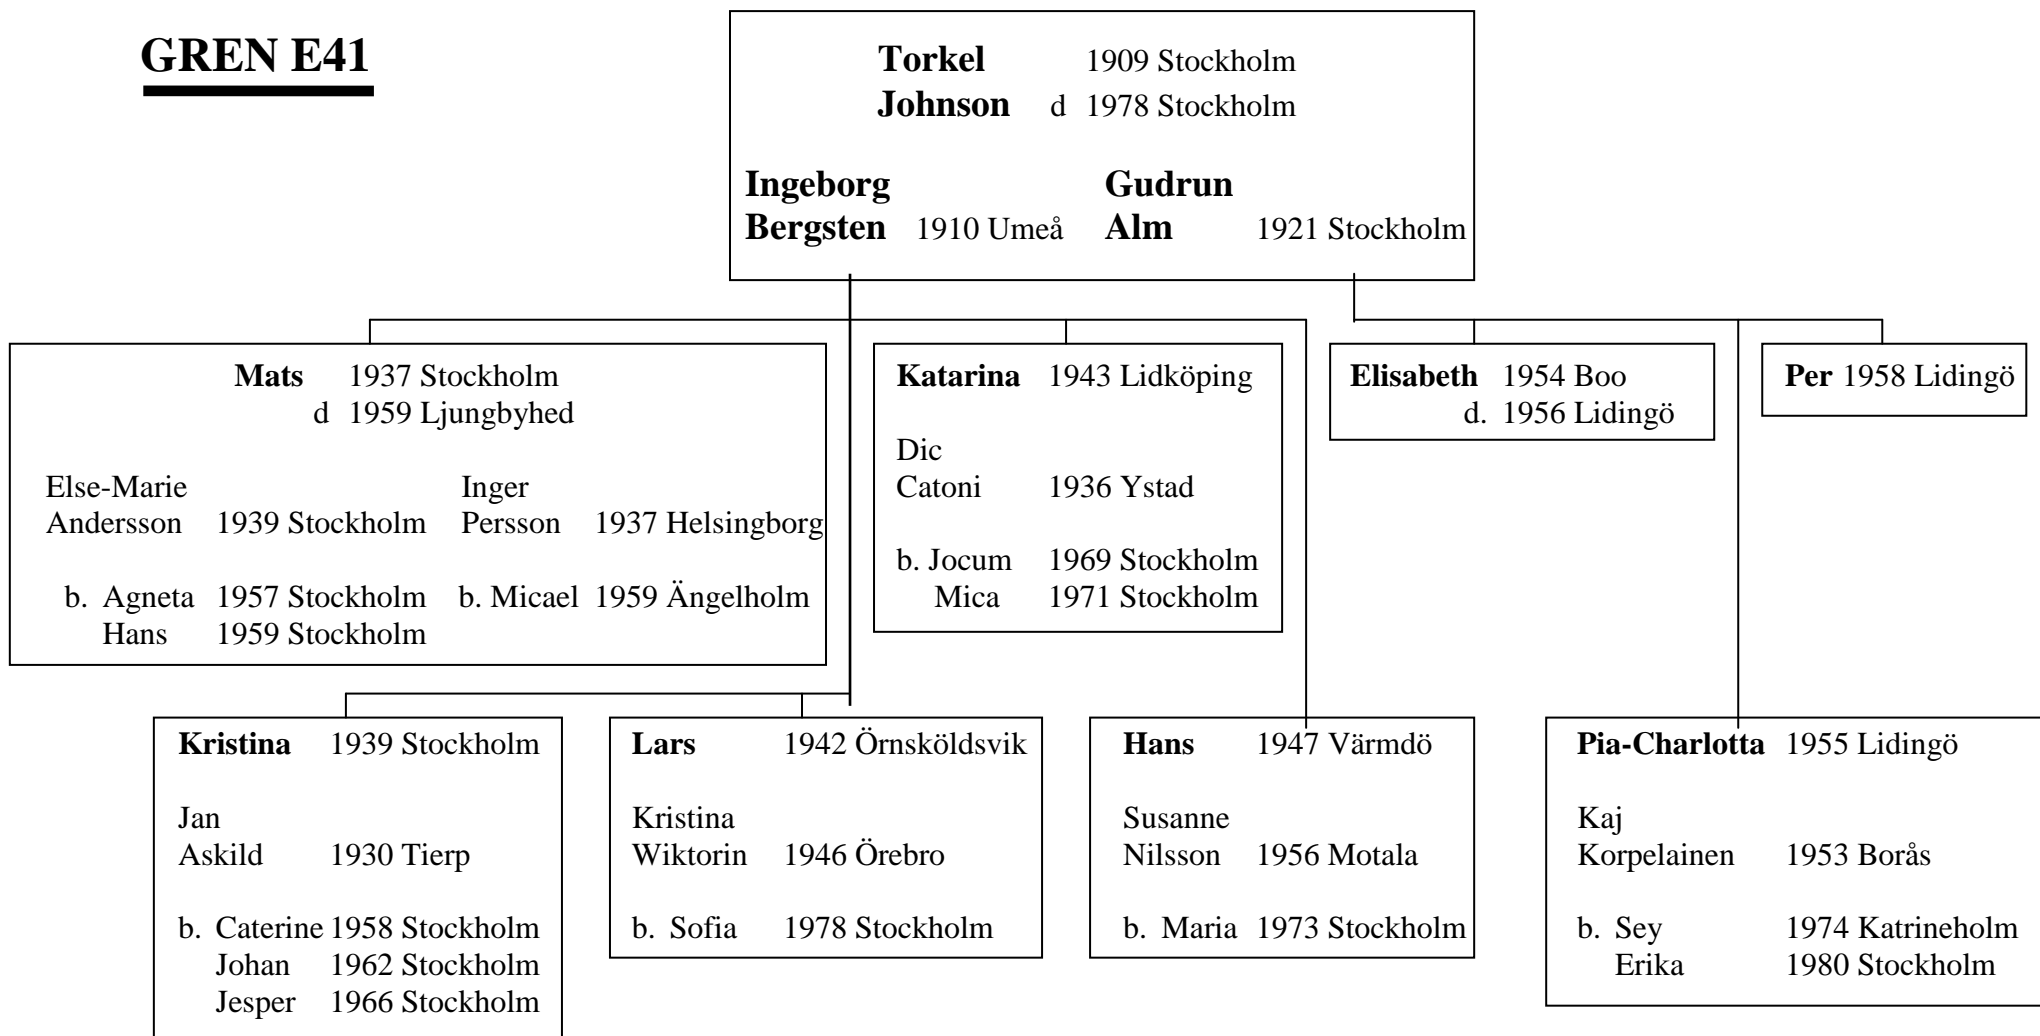 GREN E41
Torkel 1909 Stockholm
Johnson d 1978 Stockholm
Ingeborg Gudrun
Bergsten 1910 Umeå Alm 1921 Stockholm
Mats 1937 Stockholm
d 1959 Ljungbyhed
Else-Marie Inger
Andersson 1939 Stockholm Persson 1937 Helsingborg
b. Agneta 1957 Stockholm b. Micael 1959 Ängelholm
Hans 1959 Stockholm
Katarina 1943 Lidköping
Dic
Catoni 1936 Ystad
b. Jocum 1969 Stockholm
Mica 1971 Stockholm
Elisabeth 1954 Boo
d. 1956 Lidingö
Per 1958 Lidingö
Kristina 1939 Stockholm
Jan
Askild 1930 Tierp
b. Caterine 1958 Stockholm
Johan 1962 Stockholm
Jesper 1966 Stockholm
Lars 1942 Örnsköldsvik
Kristina
Wiktorin 1946 Örebro
b. Sofia 1978 Stockholm
Hans 1947 Värmdö
Susanne
Nilsson 1956 Motala
b. Maria 1973 Stockholm
Pia-Charlotta 1955 Lidingö
Kaj
Korpelainen 1953 Borås
b. Sey 1974 Katrineholm
Erika 1980 Stockholm